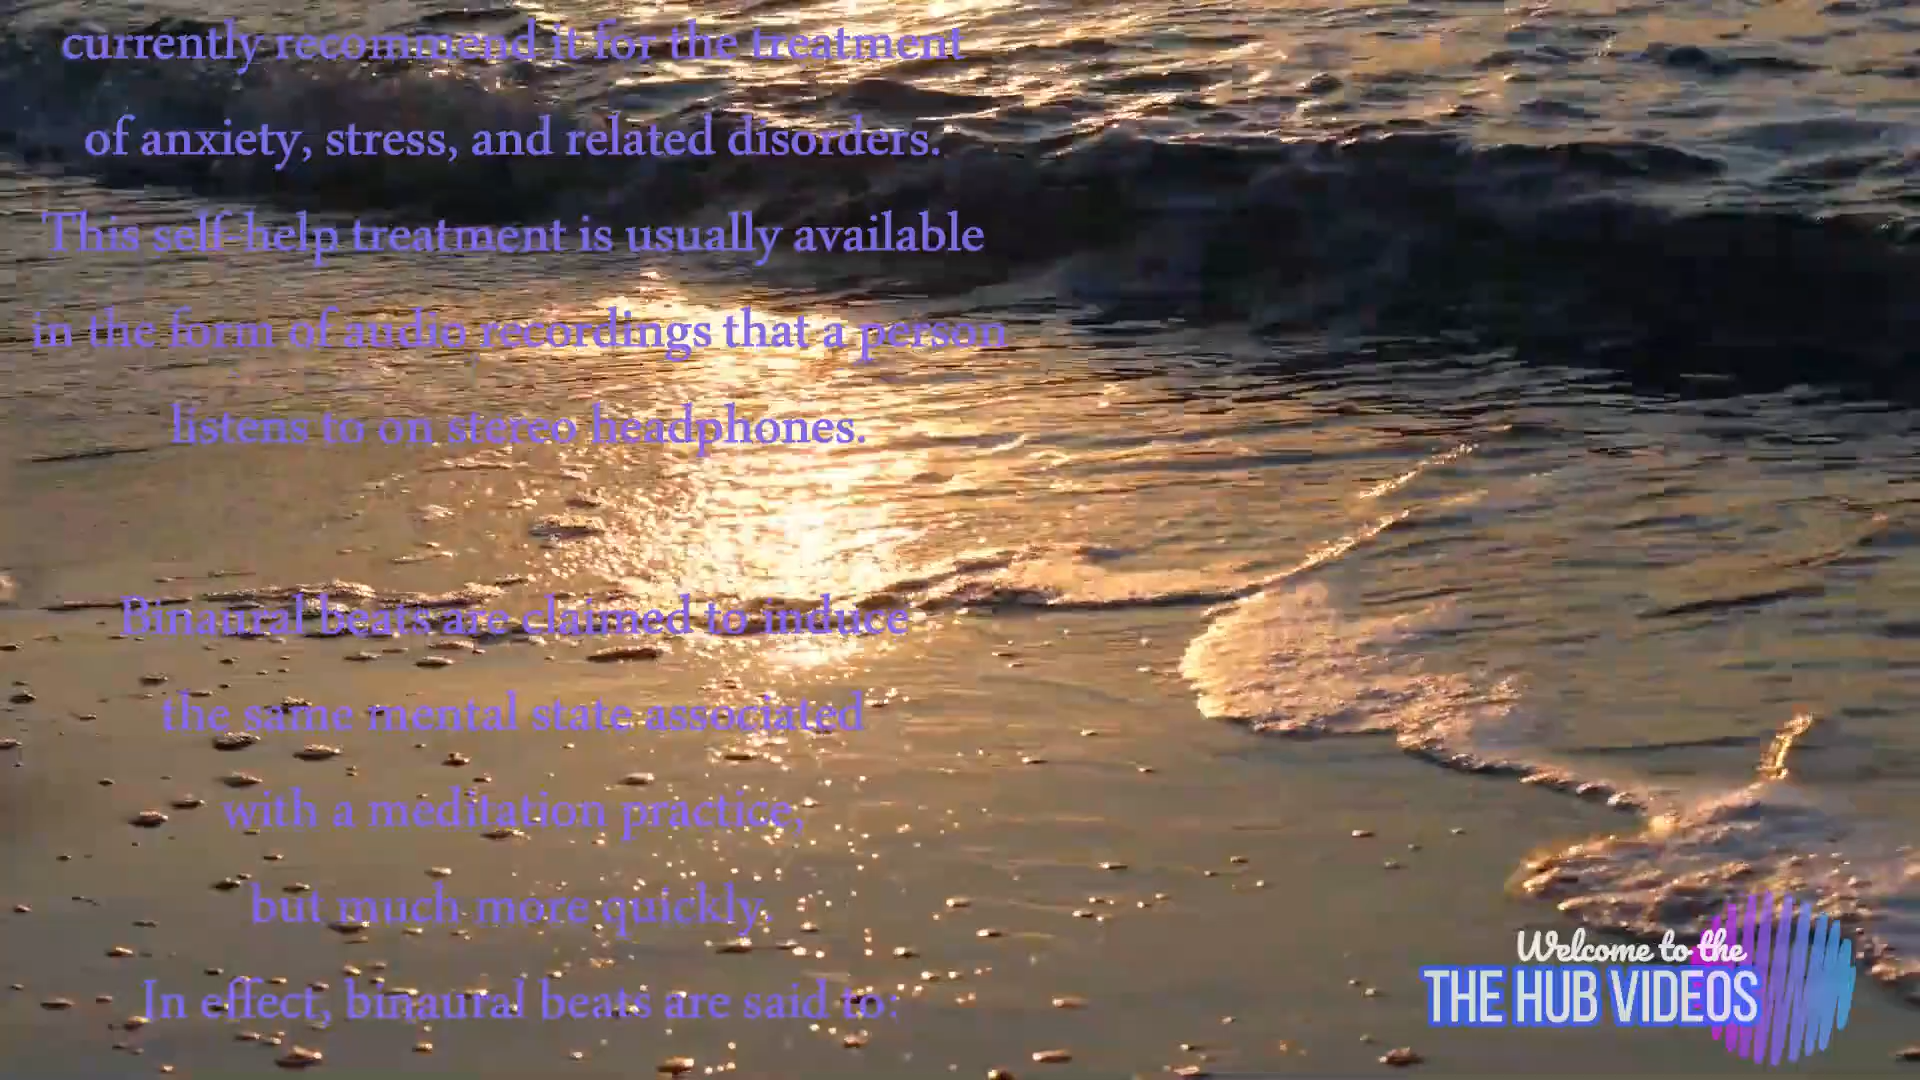 currently recommend it for the treatment
of anxiety, stress, and related disorders.
This self-help treatment is usually available
in the form of audio recordings that a person
listens to on stereo headphones.
Binaural beats are claimed to induce
the same mental state associated
with a meditation practice,
but much more quickly.
In effect, binaural beats are said to:
Welcome to the
THE HUB VIDEOS